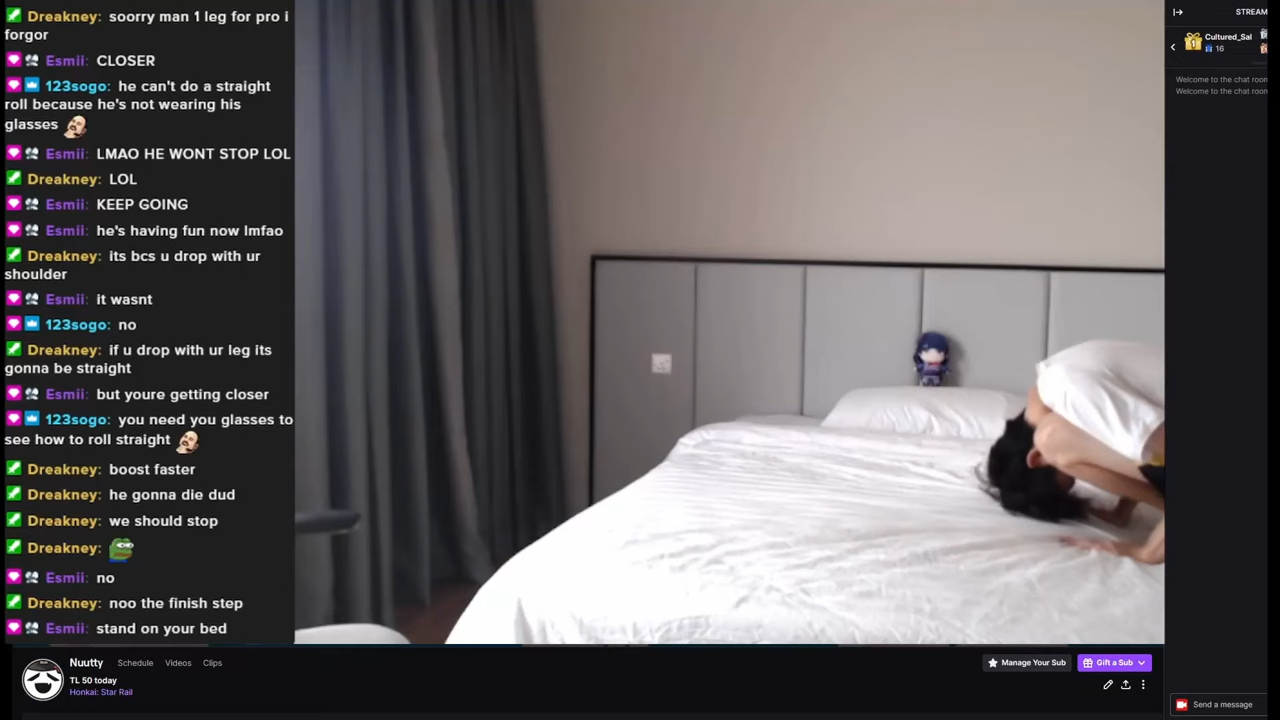 Dreakney: soorry man 1 leg for pro i
forgor
Esmii: CLOSER
123sogo: he can't do a straight
roll because he's not wearing his
glasses
Esmii: LMAO HE WONT STOP LOL
Dreakney: LOL
Esmii: KEEP GOING
Esmii: he's having fun now lmfao
Dreakney: its bcs u drop with ur
shoulder
Esmii: it wasnt
123sogo: no
Dreakney: if u drop with ur leg its
gonna be straight
Esmii: but youre getting closer
123sogo: you need you glasses to
see how to roll straight
Dreakney: boost faster
Dreakney: he gonna die dud
Dreakney: we should stop
Dreakney:
Esmii: no
Dreakney: noo the finish step
Esmii: stand on your bed
STREAM
Cultured_Sal
16
1
Welcome to the chat room
Welcome to the chat room
Nuutty Schedule Videos Clips
TL 50 today
Honkai: Star Rail
Manage Your Sub
Gift a Sub
Send a message